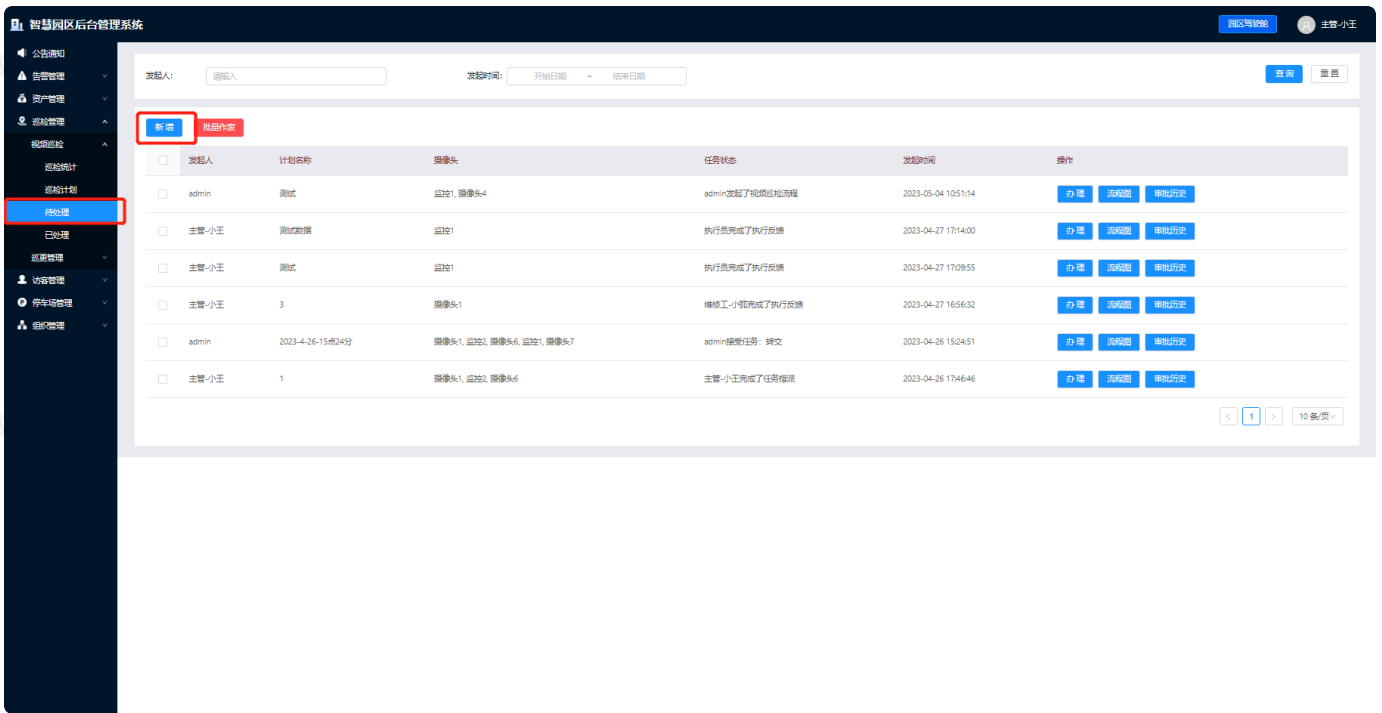 智慧园区后台管理系统 园区驾驶舱 主管-小王
公告通知
告警管理
资产管理
巡检管理
视频巡检
巡检统计
巡检计划
待处理
已处理
巡更管理
访客管理
停车场管理
组织管理
发起人: 请输入 发起时间: 开始日期 ~ 结束日期 查询 重置
新增 批量作废
发起人 计划名称 摄像头 任务状态 发起时间 操作
admin 测试 监控1, 摄像头4 admin发起了视频巡检流程 2023-05-04 10:51:14 办理 流程图 审批历史
主管-小王 测试数据 监控1 执行员完成了执行反馈 2023-04-27 17:14:00 办理 流程图 审批历史
主管-小王 测试 监控1 执行员完成了执行反馈 2023-04-27 17:09:55 办理 流程图 审批历史
主管-小王 3 摄像头1 维修工-小邹完成了执行反馈 2023-04-27 16:56:32 办理 流程图 审批历史
admin 2023-4-26-15点24分 摄像头1, 监控2, 摄像头6, 监控1, 摄像头7 admin接受任务：转交 2023-04-26 15:24:51 办理 流程图 审批历史
主管-小王 1 摄像头1, 监控2, 摄像头6 主管-小王完成了任务指派 2023-04-26 17:46:46 办理 流程图 审批历史
< 1 > 10 条/页